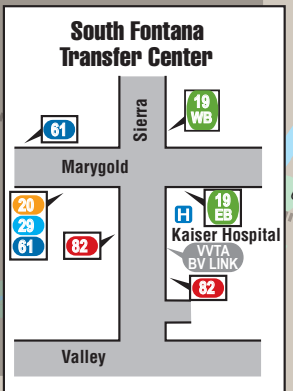 South Fontana
Transfer Center
Sierra
19
WB
61
Marygold
20
29
61
82
H
19
EB
Kaiser Hospital
VVTA
BV LINK
82
Valley